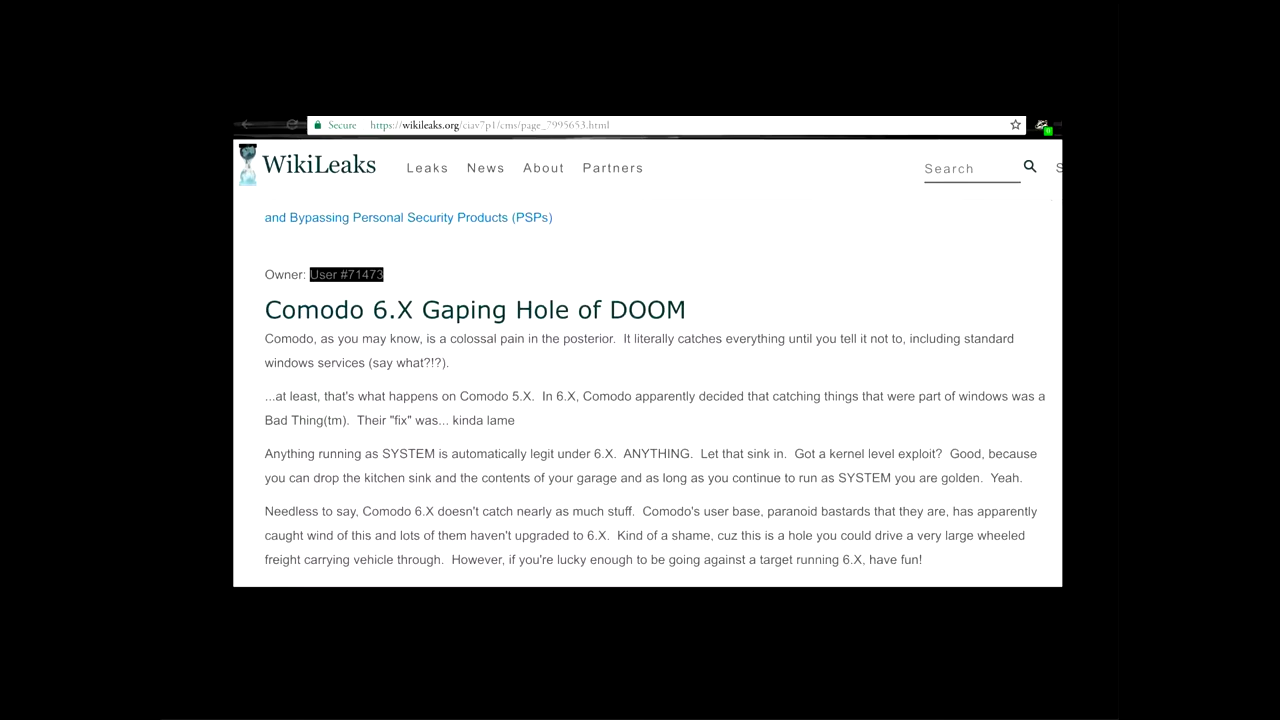 Secure https://wikileaks.org/ciav7p1/cms/page_7995653.html
WikiLeaks Leaks News About Partners Search S
and Bypassing Personal Security Products (PSPs)
Owner: User #71473
Comodo 6.X Gaping Hole of DOOM
Comodo, as you may know, is a colossal pain in the posterior.  It literally catches everything until you tell it not to, including standard
windows services (say what?!?).
...at least, that's what happens on Comodo 5.X.  In 6.X, Comodo apparently decided that catching things that were part of windows was a
Bad Thing(tm).  Their "fix" was... kinda lame
Anything running as SYSTEM is automatically legit under 6.X.  ANYTHING.  Let that sink in.  Got a kernel level exploit?  Good, because
you can drop the kitchen sink and the contents of your garage and as long as you continue to run as SYSTEM you are golden.  Yeah.
Needless to say, Comodo 6.X doesn't catch nearly as much stuff.  Comodo's user base, paranoid bastards that they are, has apparently
caught wind of this and lots of them haven't upgraded to 6.X.  Kind of a shame, cuz this is a hole you could drive a very large wheeled
freight carrying vehicle through.  However, if you're lucky enough to be going against a target running 6.X, have fun!